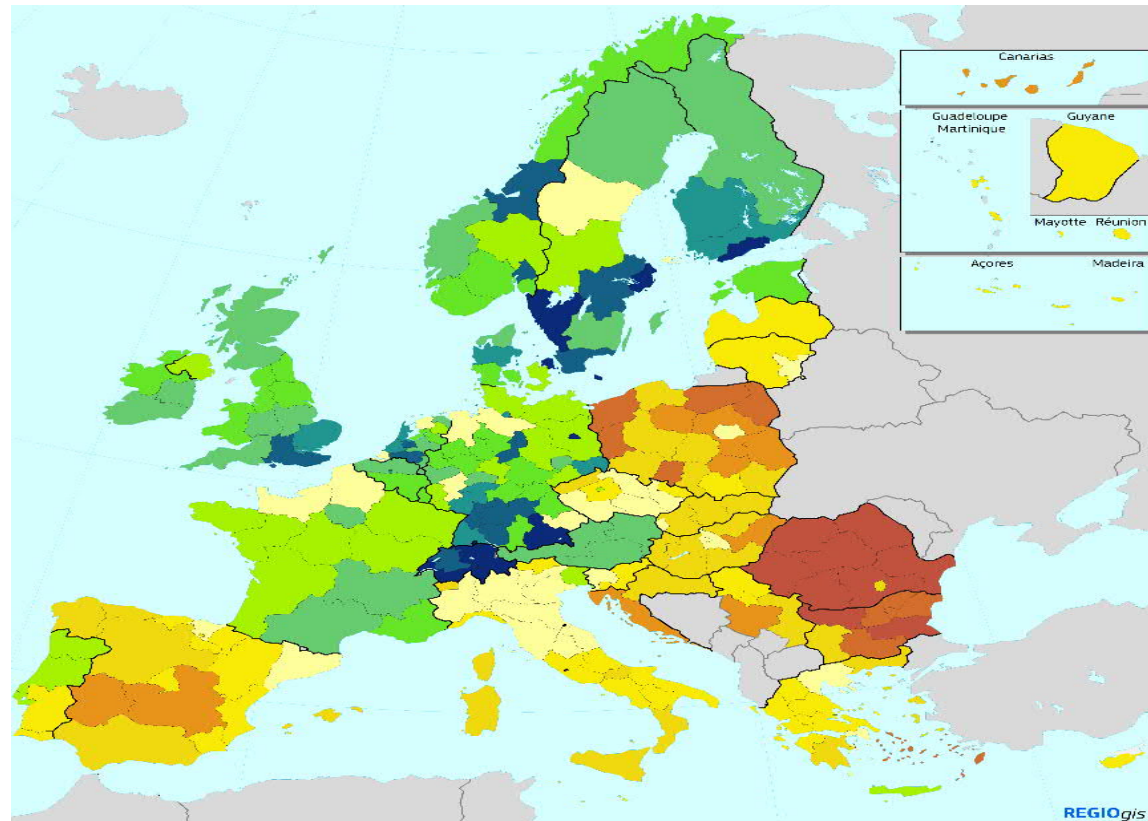 Canarias
Guadeloupe
Martinique
Guyane
Mayotte
Réunion
Açores
Madeira
REGIOgis